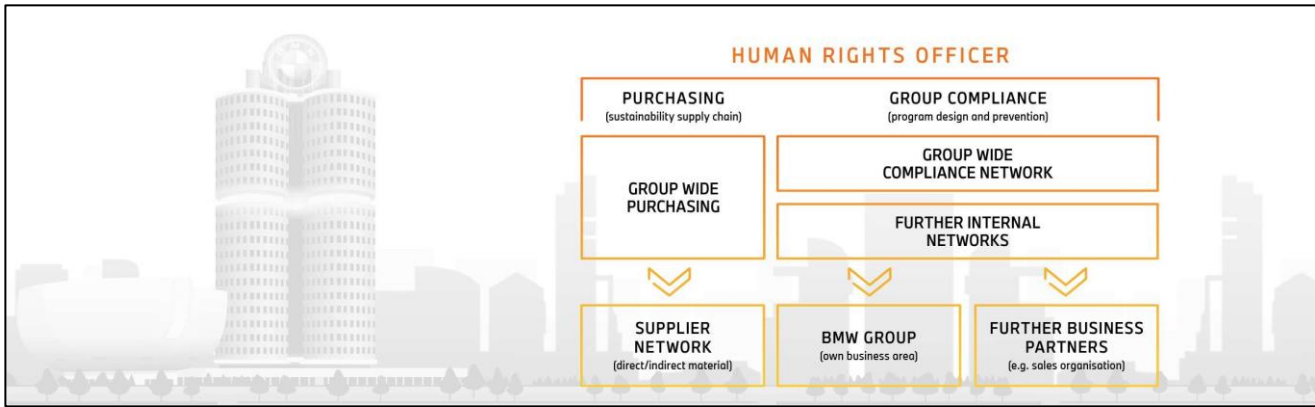 HUMAN RIGHTS OFFICER
PURCHASING
(sustainability supply chain)
GROUP COMPLIANCE
(program design and prevention)
GROUP WIDE
PURCHASING
GROUP WIDE
COMPLIANCE NETWORK
FURTHER INTERNAL
NETWORKS
SUPPLIER
NETWORK
(direct/indirect material)
BMW GROUP
(own business area)
FURTHER BUSINESS
PARTNERS
(e.g. sales organisation)